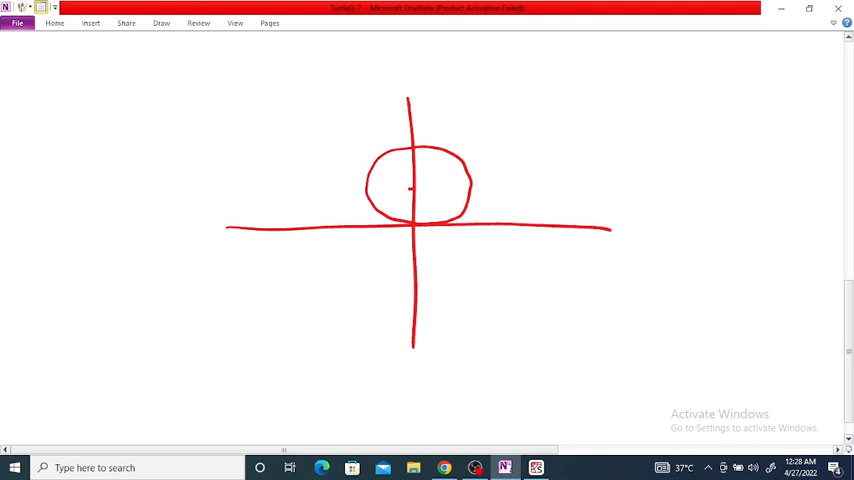 Turtle()-7 - Microsoft OneNote (Product Activation Failed)
File Home Insert Share Draw Review View Pages
Activate Windows
Go to Settings to activate Windows.
Type here to search
37°C
12:28 AM
4/27/2022
4